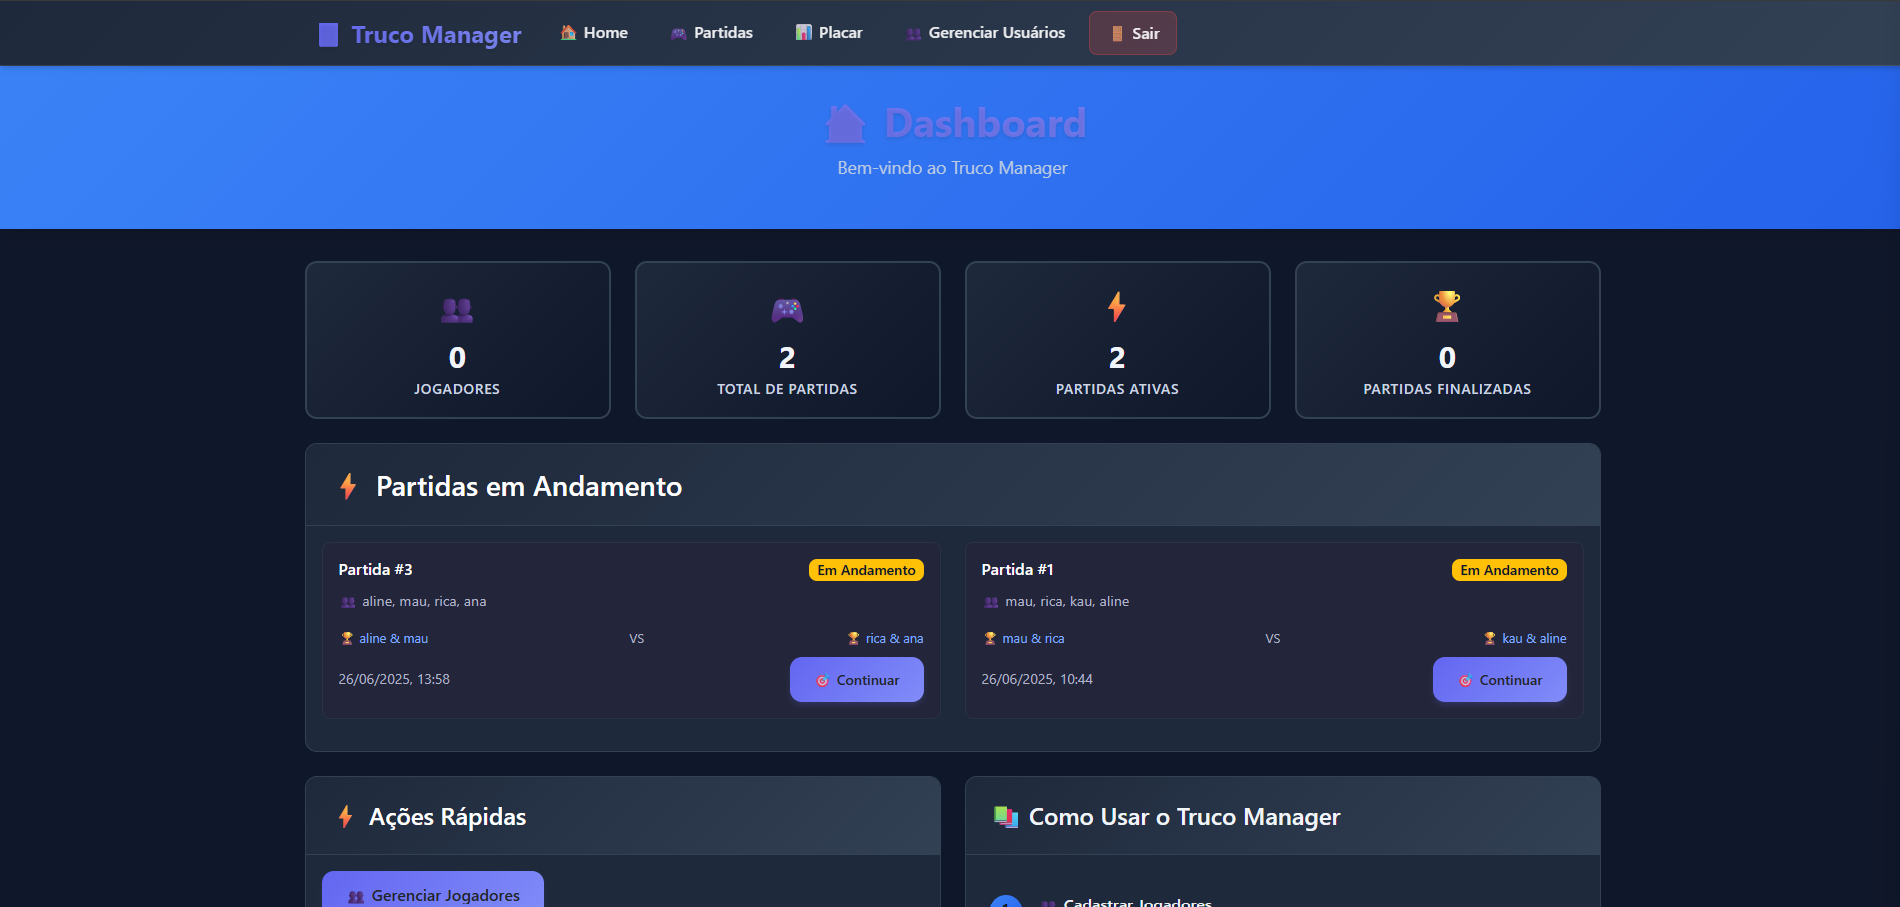 Truco Manager
Home
Partidas
Placar
Gerenciar Usuários
Sair
Dashboard
Bem-vindo ao Truco Manager
0
JOGADORES
2
TOTAL DE PARTIDAS
2
PARTIDAS ATIVAS
0
PARTIDAS FINALIZADAS
Partidas em Andamento
Partida #3
Em Andamento
aline, mau, rica, ana
aline & mau
VS
rica & ana
26/06/2025, 13:58
Continuar
Partida #1
Em Andamento
mau, rica, kau, aline
mau & rica
VS
kau & aline
26/06/2025, 10:44
Continuar
Ações Rápidas
Gerenciar Jogadores
Como Usar o Truco Manager
Cadastrar Jogadores